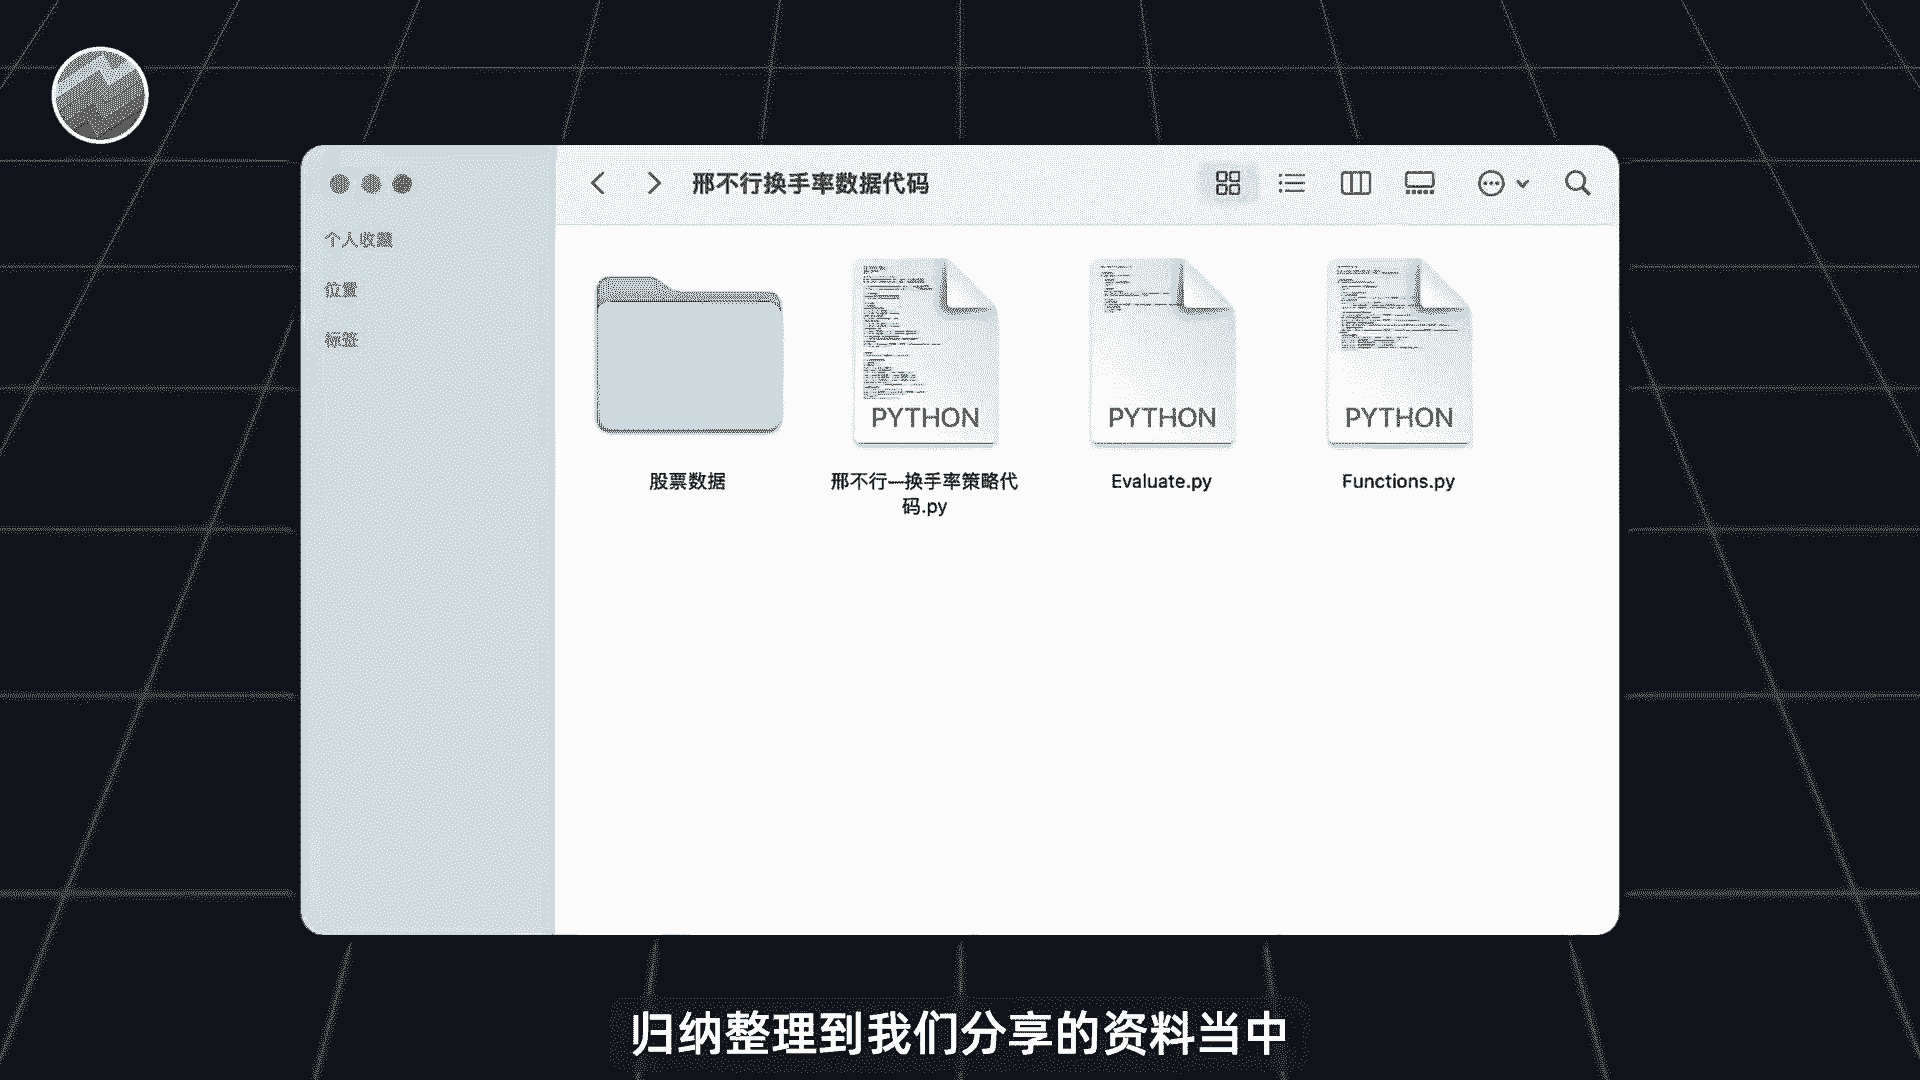 邢不行换手率数据代码
个人收藏
位置
标签
PYTHON
PYTHON
PYTHON
股票数据
邢不行—换手率策略代
码.py
Evaluate.py
Functions.py
归纳整理到我们分享的资料当中